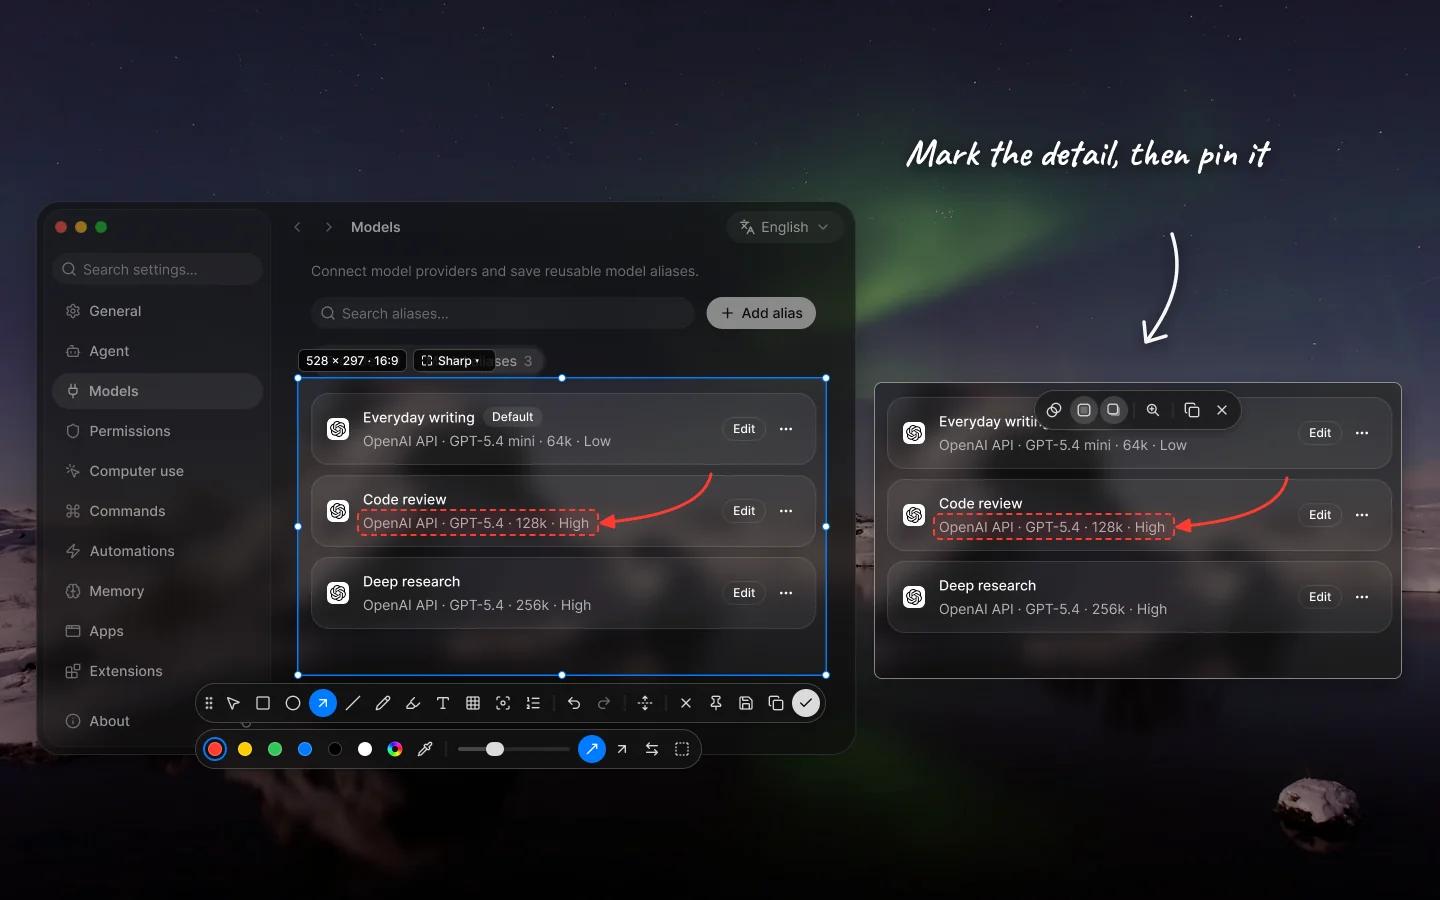 Mark the detail, then pin it
Models
English
Search settings...
Connect model providers and save reusable model aliases.
General
Search aliases...
Add alias
Agent
528 × 297 · 16:9
Sharp
ases 3
Models
Everyday writing
Default
OpenAI API · GPT-5.4 mini · 64k · Low
Edit
Permissions
Computer use
Code review
OpenAI API · GPT-5.4 · 128k · High
Edit
Commands
Automations
Memory
Deep research
OpenAI API · GPT-5.4 · 256k · High
Edit
Apps
Extensions
About
Everyday writin
OpenAI API · GPT-5.4 mini · 64k · Low
Edit
Code review
OpenAI API · GPT-5.4 · 128k · High
Edit
Deep research
OpenAI API · GPT-5.4 · 256k · High
Edit